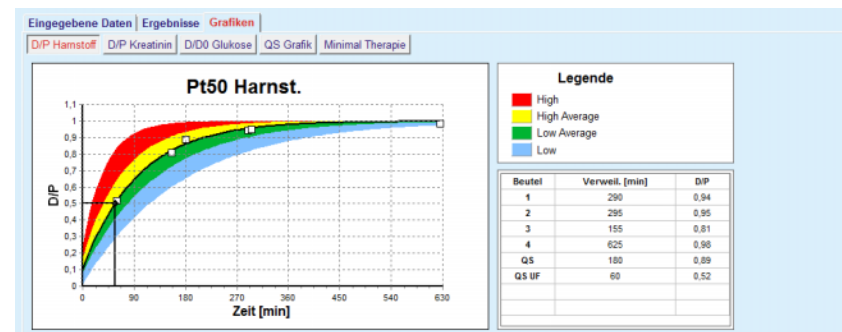 Eingegebene Daten Ergebnisse Grafiken
D/P Harnstoff D/P Kreatinin D/D0 Glukose QS Grafik Minimal Therapie
Pt50 Harnst.
1,1
1
0,9
0,8
0,7
0,6
0,5
0,4
0,3
0,2
0,1
0
D/P
0 90 180 270 360 450 540 630
Zeit [min]
Legende
High
High Average
Low Average
Low
Beutel Verweil. [min] D/P
1 290 0,94
2 295 0,95
3 155 0,81
4 625 0,98
QS 180 0,89
QS UF 60 0,52